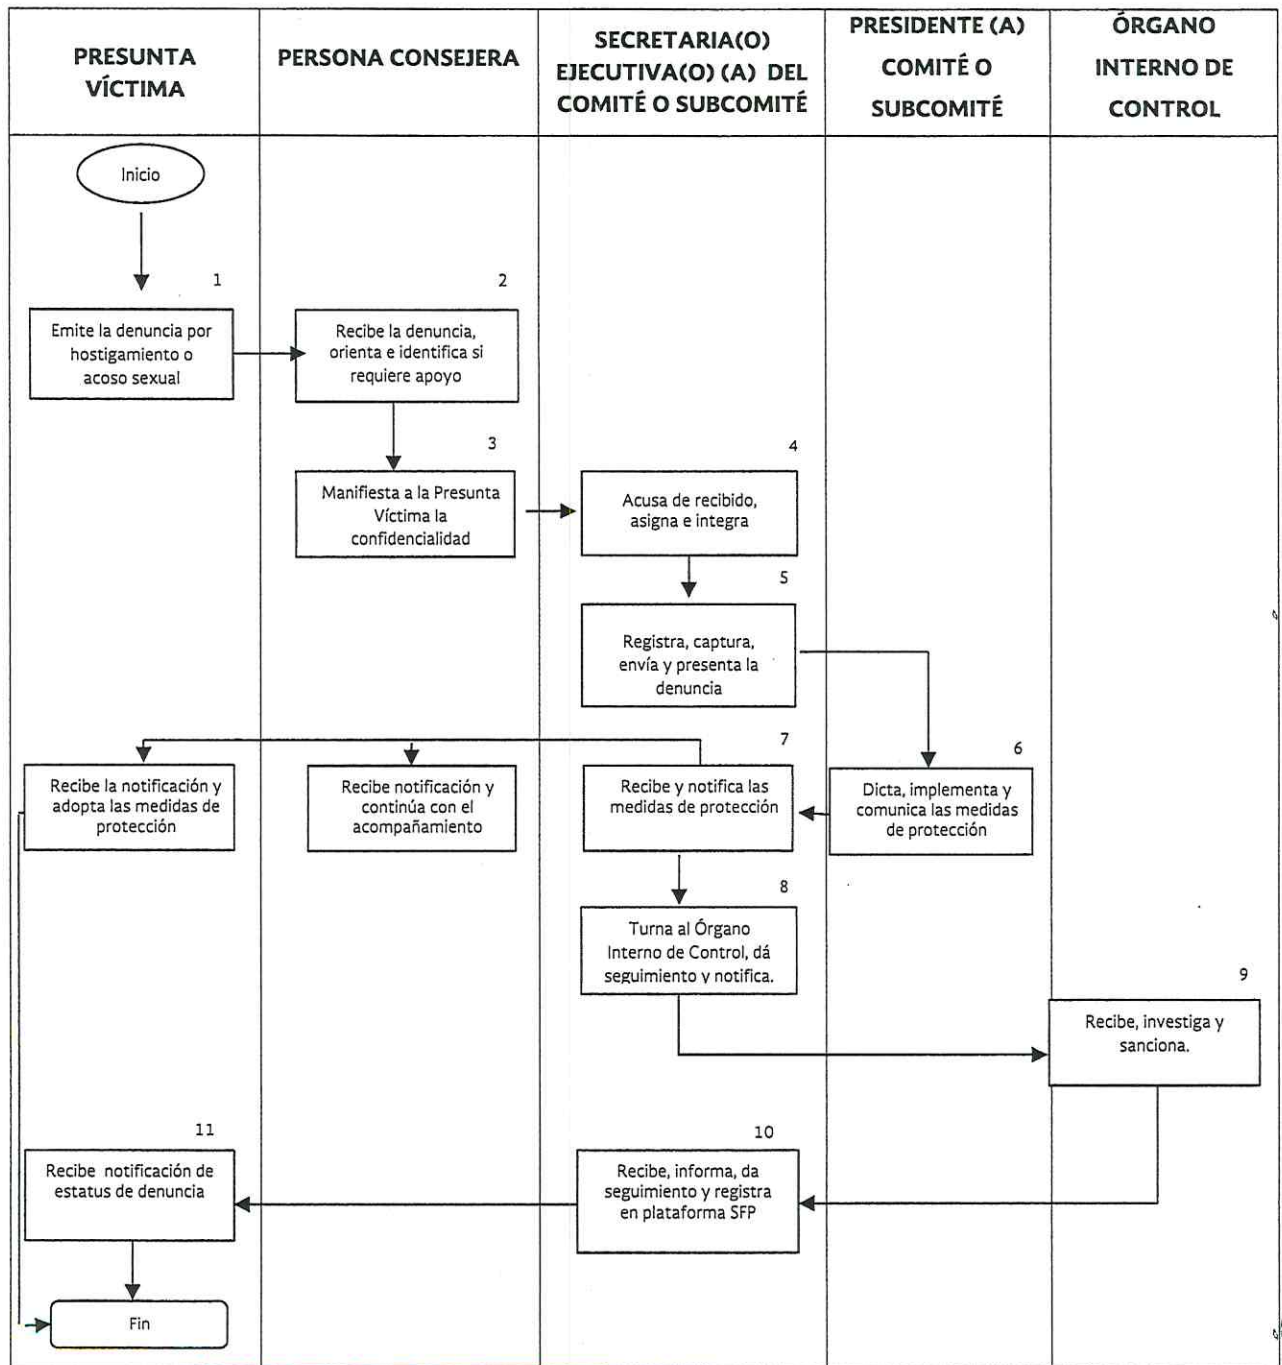 PRESUNTA
VÍCTIMA
PERSONA CONSEJERA
SECRETARIA(O)
EJECUTIVA(O) (A) DEL
COMITÉ O SUBCOMITÉ
PRESIDENTE (A)
COMITÉ O
SUBCOMITÉ
ÓRGANO
INTERNO DE
CONTROL
Inicio
1
Emite la denuncia por
hostigamiento o
acoso sexual
2
Recibe la denuncia,
orienta e identifica si
requiere apoyo
3
Manifiesta a la Presunta
Víctima la
confidencialidad
4
Acusa de recibido,
asigna e integra
5
Registra, captura,
envía y presenta la
denuncia
6
Dicta, implementa y
comunica las medidas
de protección
7
Recibe y notifica las
medidas de protección
Recibe notificación y
continúa con el
acompañamiento
Recibe la notificación y
adopta las medidas de
protección
8
Turna al Órgano
Interno de Control, dá
seguimiento y notifica.
9
Recibe, investiga y
sanciona.
10
Recibe, informa, da
seguimiento y registra
en plataforma SFP
11
Recibe notificación de
estatus de denuncia
Fin